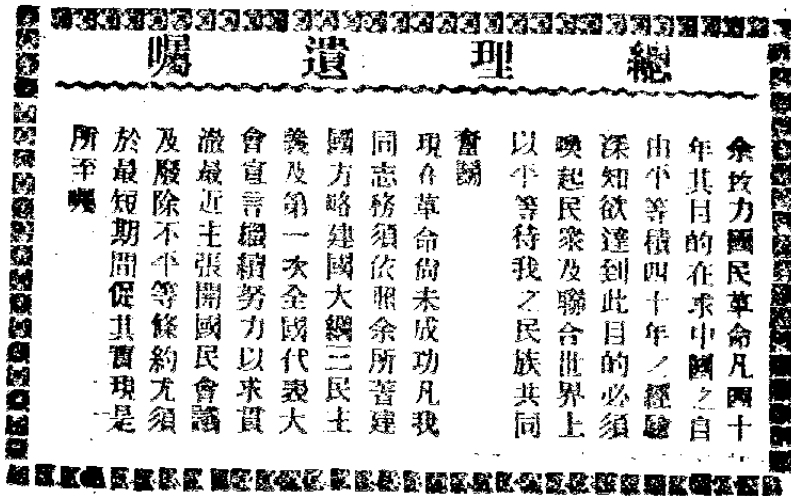 總理遺囑
余致力國民革命凡四十
年其目的在求中國之自
由平等積四十年之經驗
深知欲達到此目的必須
喚起民衆及聯合世界上
以平等待我之民族共同
奮鬪
現在革命尚未成功凡我
同志務須依照余所著建
國方略建國大綱三民主
義及第一次全國代表大
會宣言繼續努力以求貫
澈最近主張開國民會議
及廢除不平等條約尤須
於最短期間促其實現是
所至囑